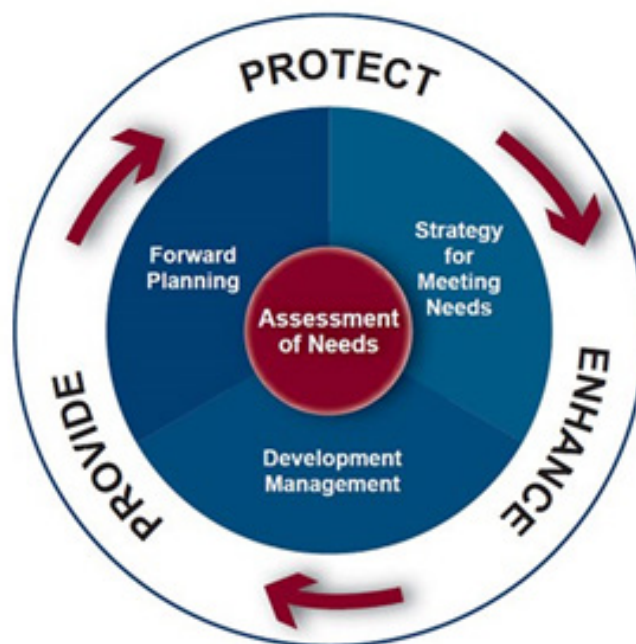 PROTECT
Forward
Planning
Strategy
for
Meeting
Needs
Assessment
of Needs
Development
Management
ENHANCE
PROVIDE